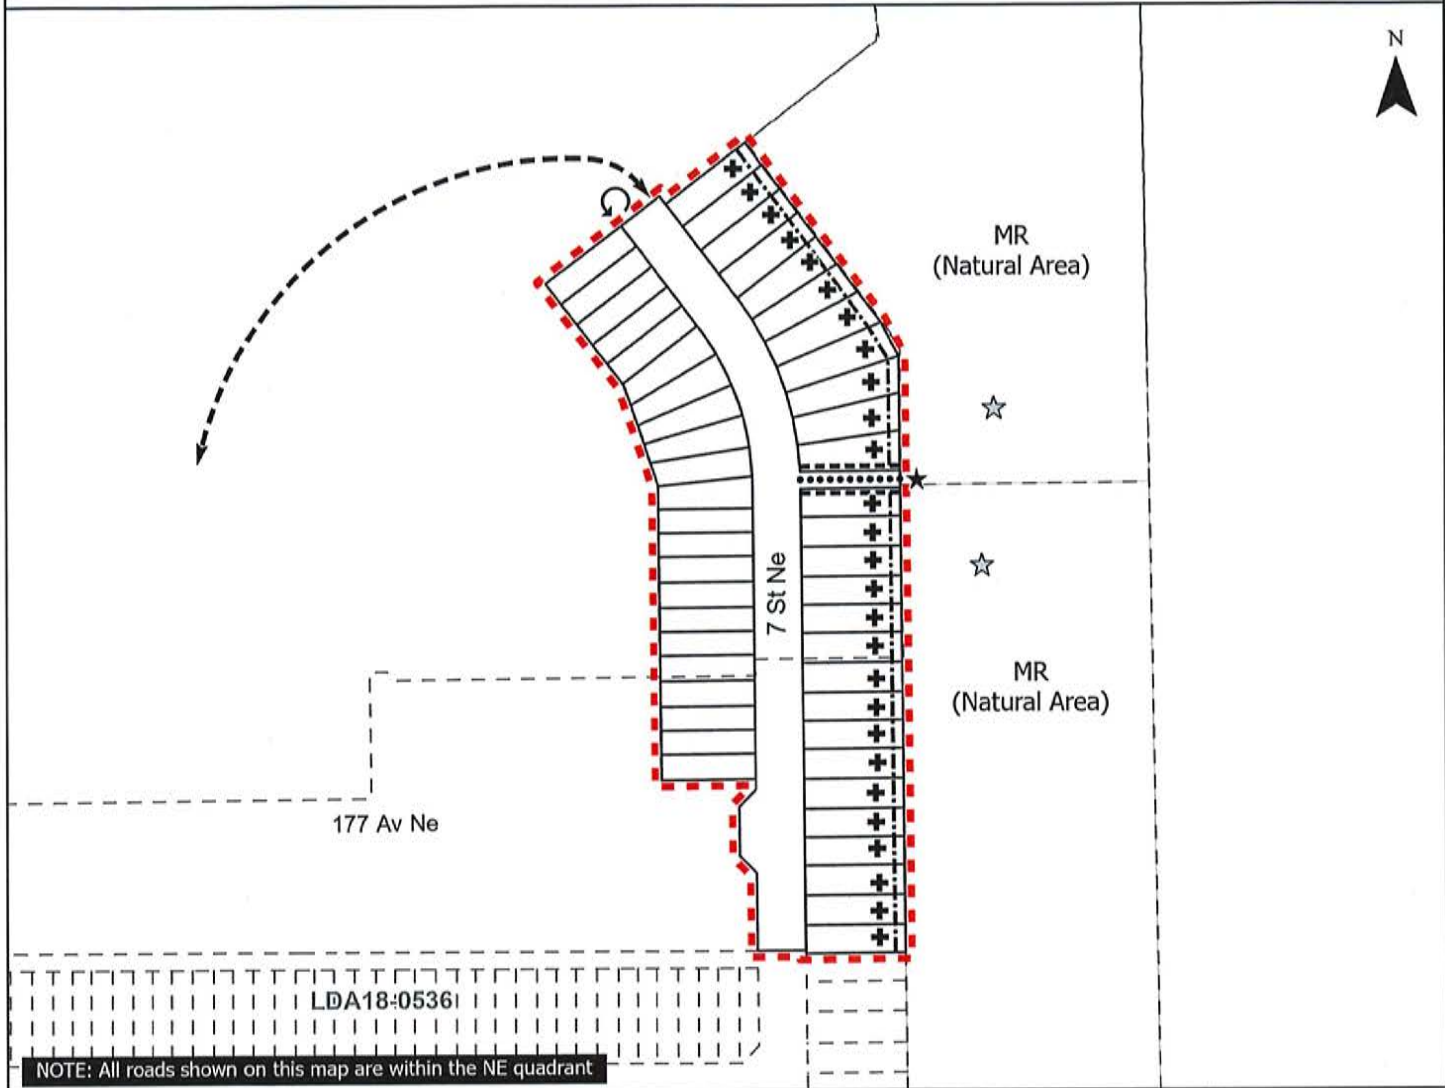 N
MR
(Natural Area)
7 St Ne
MR
(Natural Area)
177 Av Ne
LDA18-0536
NOTE: All roads shown on this map are within the NE quadrant